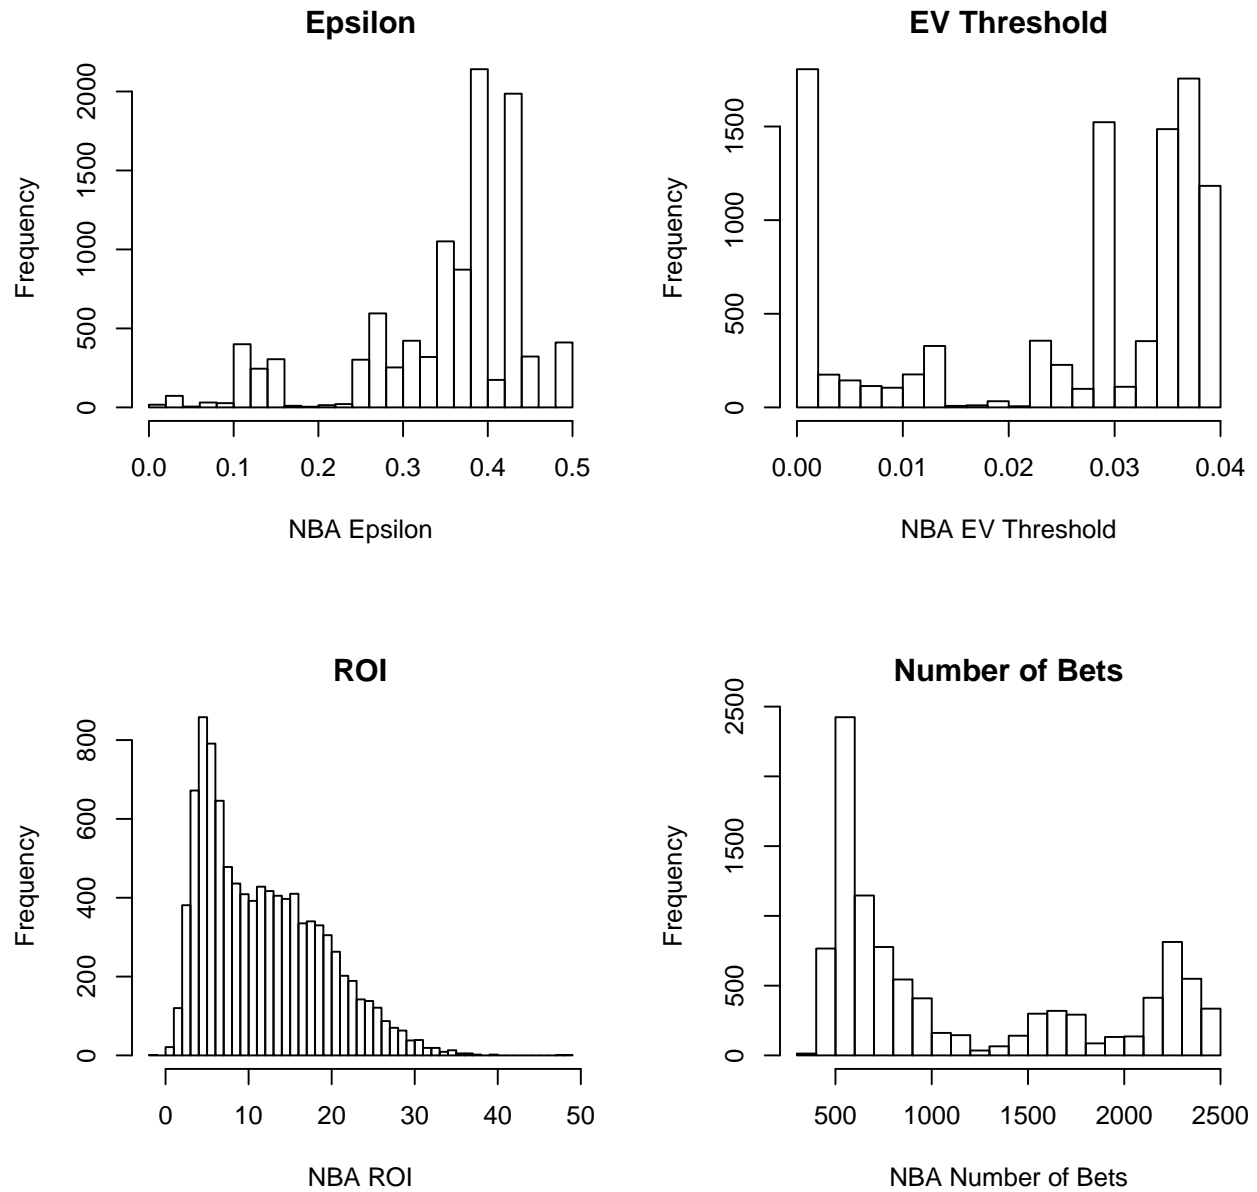 Epsilon
Frequency
0 500 1000 1500 2000
0.0 0.1 0.2 0.3 0.4 0.5
NBA Epsilon
EV Threshold
Frequency
0 500 1000 1500
0.00 0.01 0.02 0.03 0.04
NBA EV Threshold
ROI
Frequency
0 200 400 600 800
0 10 20 30 40 50
NBA ROI
Number of Bets
Frequency
0 500 1500 2500
500 1000 1500 2000 2500
NBA Number of Bets